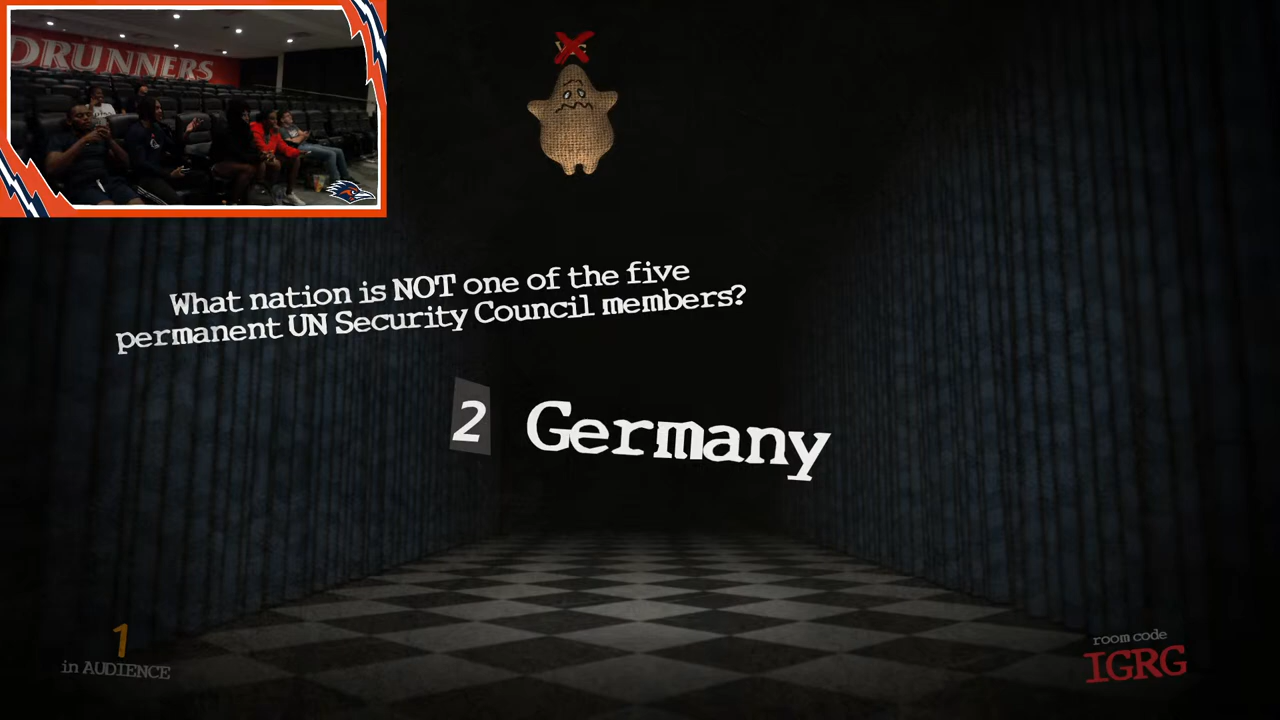 DRUNNERS
What nation is NOT one of the five
permanent UN Security Council members?
2 Germany
1
in AUDIENCE
room code
IGRG